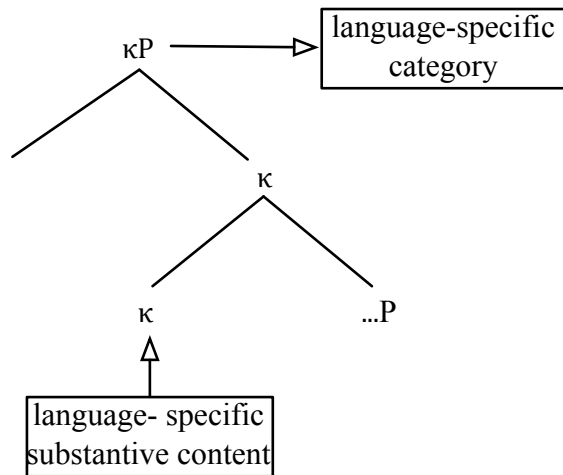 κP
language-specific
category
κ
κ
...P
language- specific
substantive content